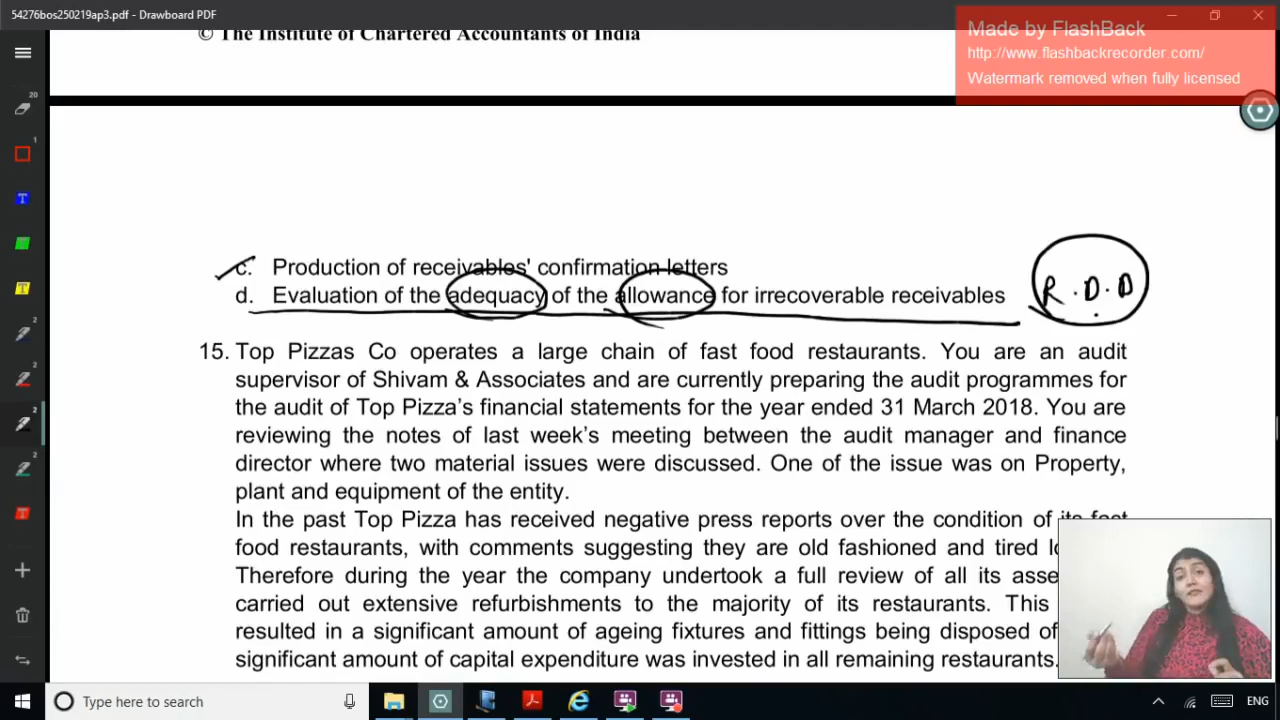 54276bos250219ap3.pdf - Drawboard PDF
Made by FlashBack
http://www.flashbackrecorder.com/
Watermark removed when fully licensed
© The Institute of Chartered Accountants of India
20
1
2
2
2
2
2
c. Production of receivables' confirmation letters
d. Evaluation of the adequacy of the allowance for irrecoverable receivables
R.D.D
15. Top Pizzas Co operates a large chain of fast food restaurants. You are an audit
supervisor of Shivam & Associates and are currently preparing the audit programmes for
the audit of Top Pizza's financial statements for the year ended 31 March 2018. You are
reviewing the notes of last week's meeting between the audit manager and finance
director where two material issues were discussed. One of the issue was on Property,
plant and equipment of the entity.
In the past Top Pizza has received negative press reports over the condition of its fast
food restaurants, with comments suggesting they are old fashioned and tired
Therefore during the year the company undertook a full review of all its
carried out extensive refurbishments to the majority of its restaurants. This
resulted in a significant amount of ageing fixtures and fittings being disposed of
significant amount of capital expenditure was invested in all remaining restaurants.
Type here to search
ENG